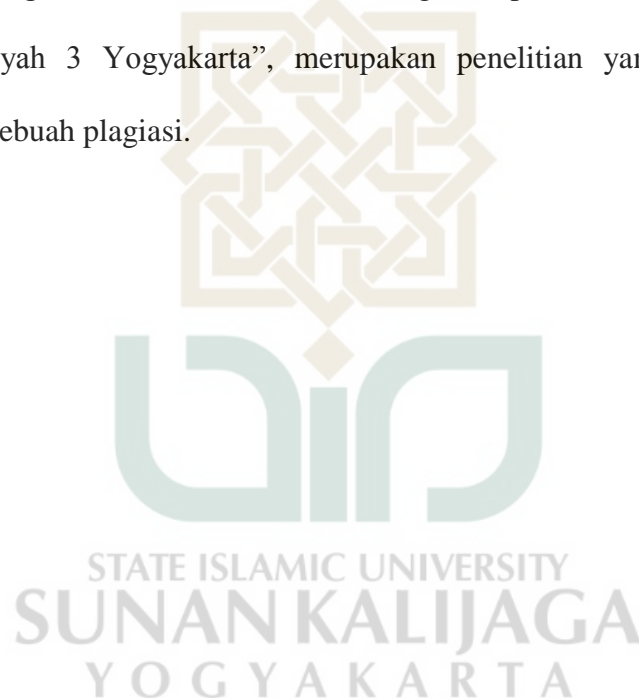 yah 3 Yogyakarta”, merupakan penelitian yan
ebuah plagiasi.
STATE ISLAMIC UNIVERSITY
SUNAN KALIJAGA
YOGYAKARTA